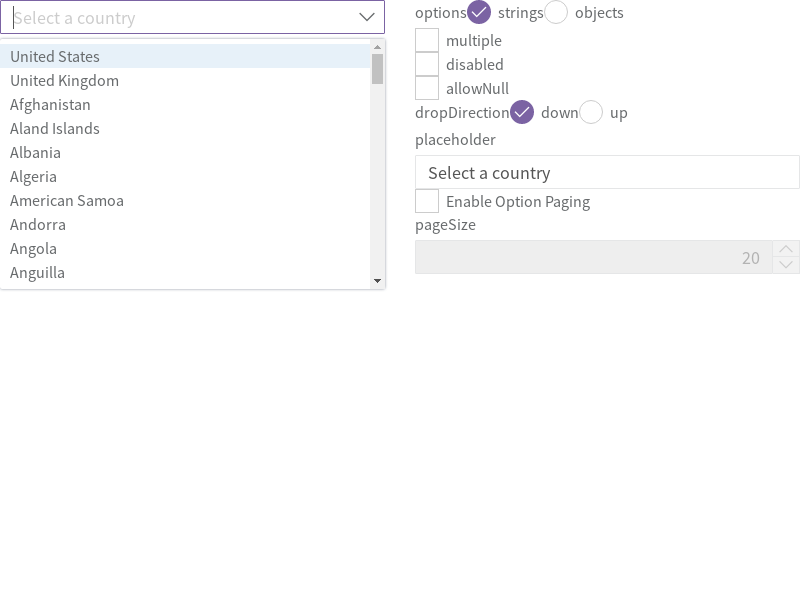 Select a country
United States
United Kingdom
Afghanistan
Aland Islands
Albania
Algeria
American Samoa
Andorra
Angola
Anguilla
options strings objects
multiple
disabled
allowNull
dropDirection down up
placeholder
Select a country
Enable Option Paging
pageSize
20